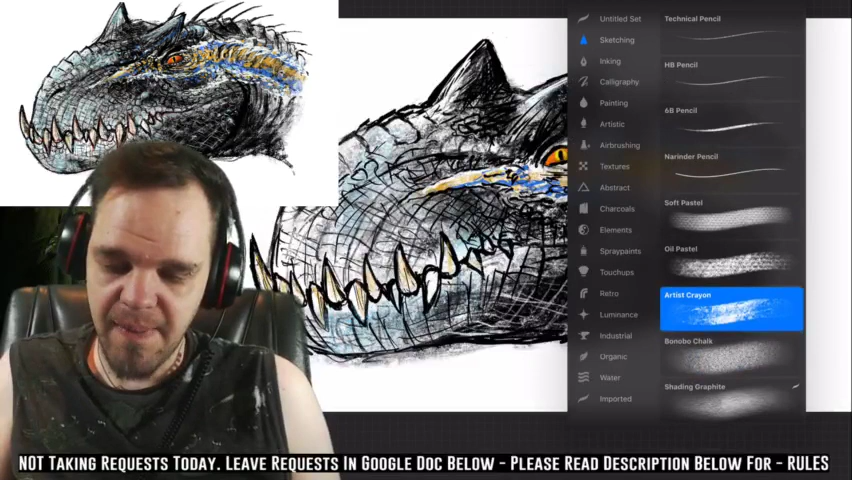 Untitled Set
Sketching
Inking
Calligraphy
Painting
Artistic
Airbrushing
Textures
Abstract
Charcoals
Elements
Spraypaints
Touchups
Retro
Luminance
Industrial
Organic
Water
Imported
Technical Pencil
HB Pencil
6B Pencil
Narinder Pencil
Soft Pastel
Oil Pastel
Artist Crayon
Bonobo Chalk
Shading Graphite
NOT TAKING REQUESTS TODAY. LEAVE REQUESTS IN GOOGLE DOC BELOW - PLEASE READ DESCRIPTION BELOW FOR - RULES